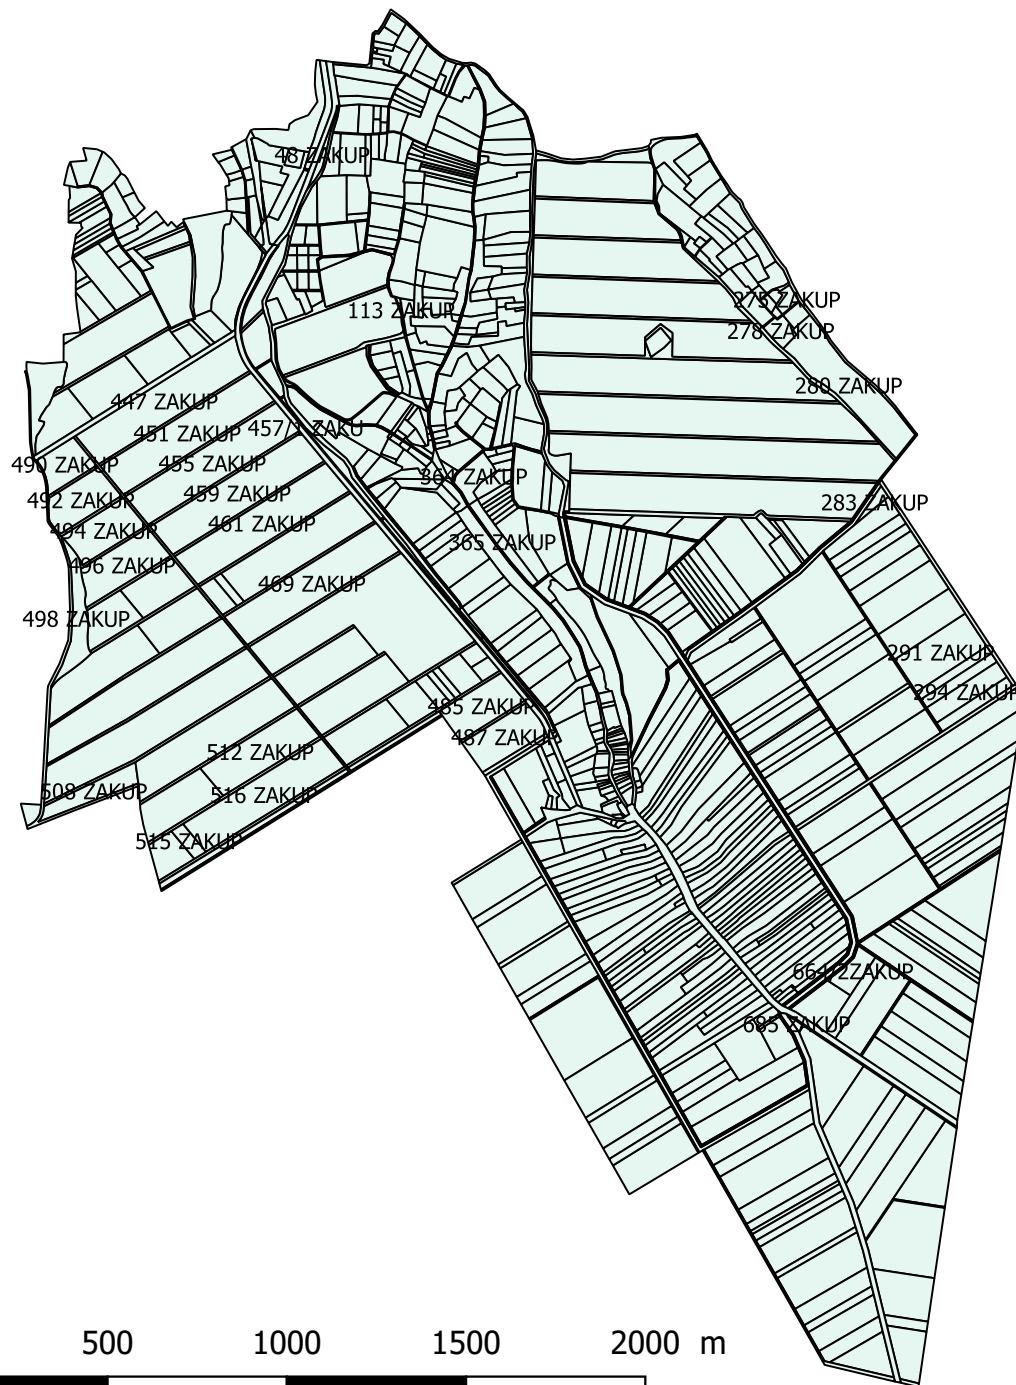 48 ZAKUP
275 ZAKUP
113 ZAKUP
278 ZAKUP
280 ZAKUP
447 ZAKUP
457/1 ZAKU
451 ZAKUP
490 ZAKUP
455 ZAKUP
364 ZAKUP
459 ZAKUP
492 ZAKUP
283 ZAKUP
461 ZAKUP
494 ZAKUP
365 ZAKUP
496 ZAKUP
469 ZAKUP
498 ZAKUP
291 ZAKUP
294 ZAKUP
485 ZAKUP
487 ZAKUP
512 ZAKUP
508 ZAKUP
516 ZAKUP
515 ZAKUP
664/2ZAKUP
685 ZAKUP
500 1000 1500 2000 m